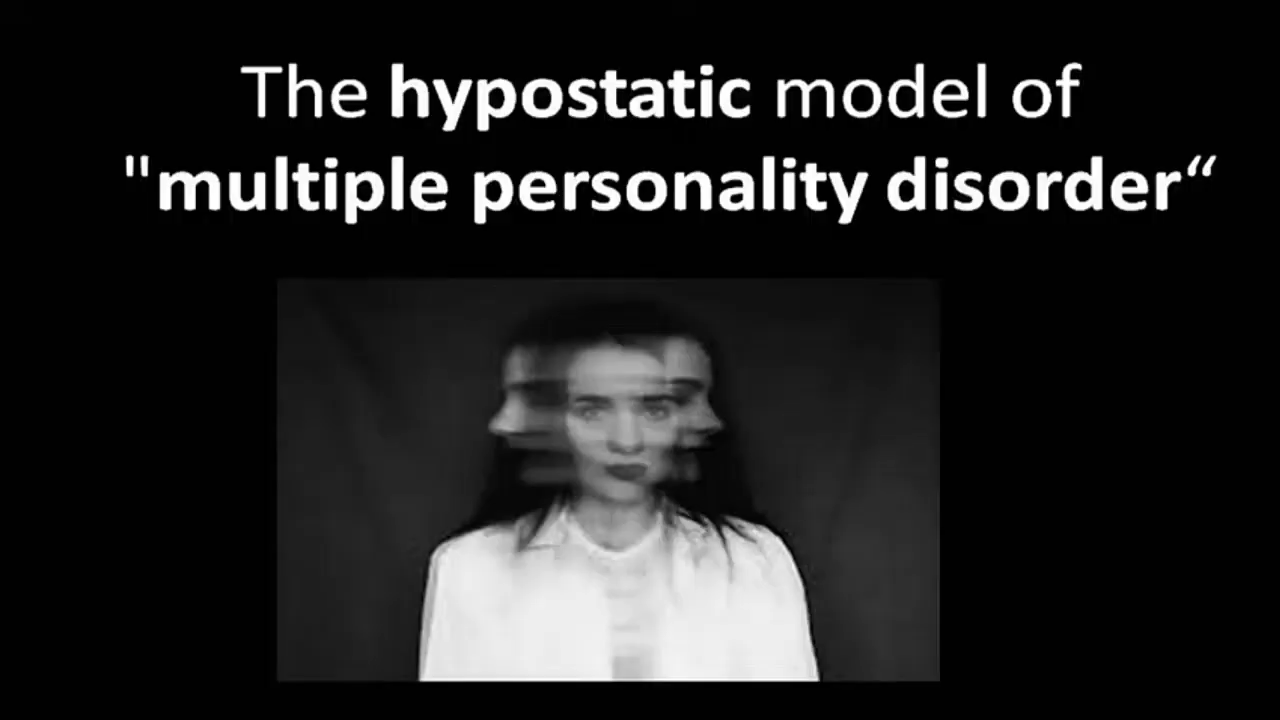 The hypostatic model of
"multiple personality disorder“